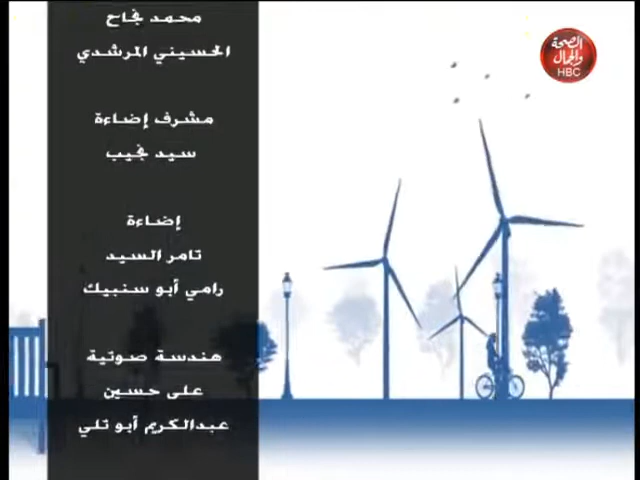 محمد نجاح
الحسيني المرشدي
مشرف إضاءة
سيد نجيب
إضاءة
تامر السيد
رامي أبو سنبيك
هندسة صوتية
على حسين
عبدالكريم أبو تلي
الصحة
والجمال
HBC